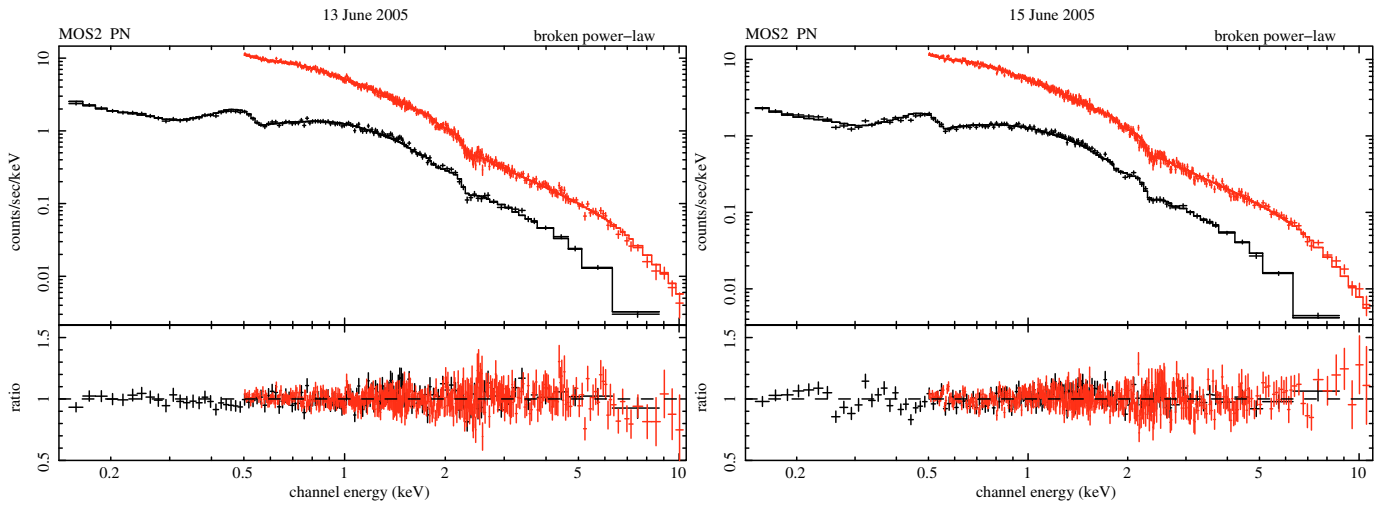 13 June 2005
MOS2 PN broken power-law
10
1
0.1
0.01
counts/sec/keV
1.5
1
0.5
ratio
0.2 0.5 1 2 5 10
channel energy (keV)
15 June 2005
MOS2 PN broken power-law
10
1
0.1
0.01
counts/sec/keV
1.5
1
0.5
ratio
0.2 0.5 1 2 5 10
channel energy (keV)